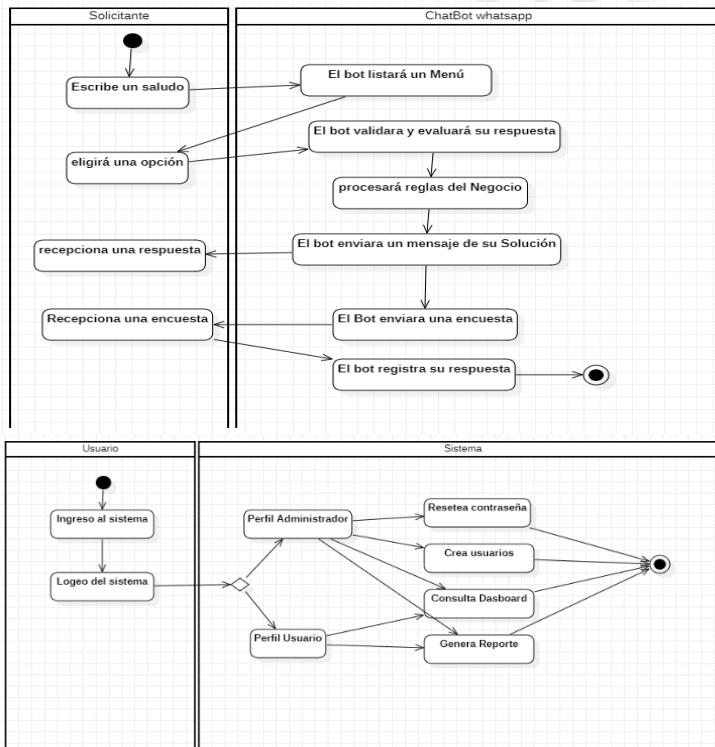 Solicitante
ChatBot whatsapp
Escribe un saludo
El bot listará un Menú
El bot validara y evaluará su respuesta
eligirá una opción
procesará reglas del Negocio
recepciona una respuesta
El bot enviara un mensaje de su Solución
Recepciona una encuesta
El Bot enviara una encuesta
El bot registra su respuesta
Usuario
Sistema
Ingreso al sistema
Perfil Administrador
Resetea contraseña
Crea usuarios
Logeo del sistema
Consulta Dasboard
Perfil Usuario
Genera Reporte